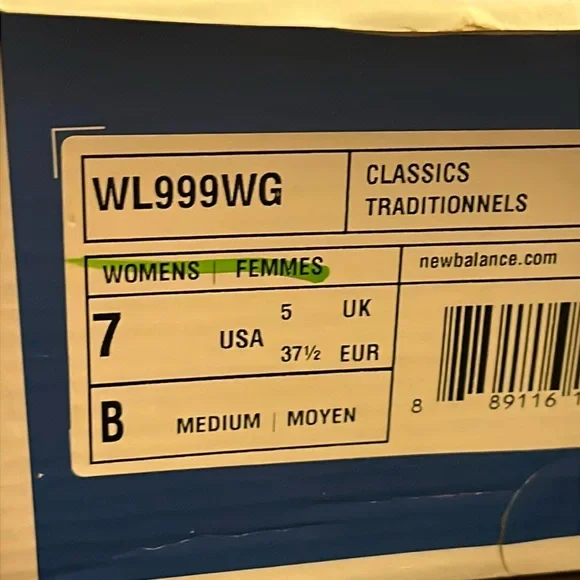 WL999WG
CLASSICS
TRADITIONNELS
WOMENS | FEMMES
newbalance.com
7 USA 5 UK
37½ EUR
B MEDIUM | MOYEN
8 89116